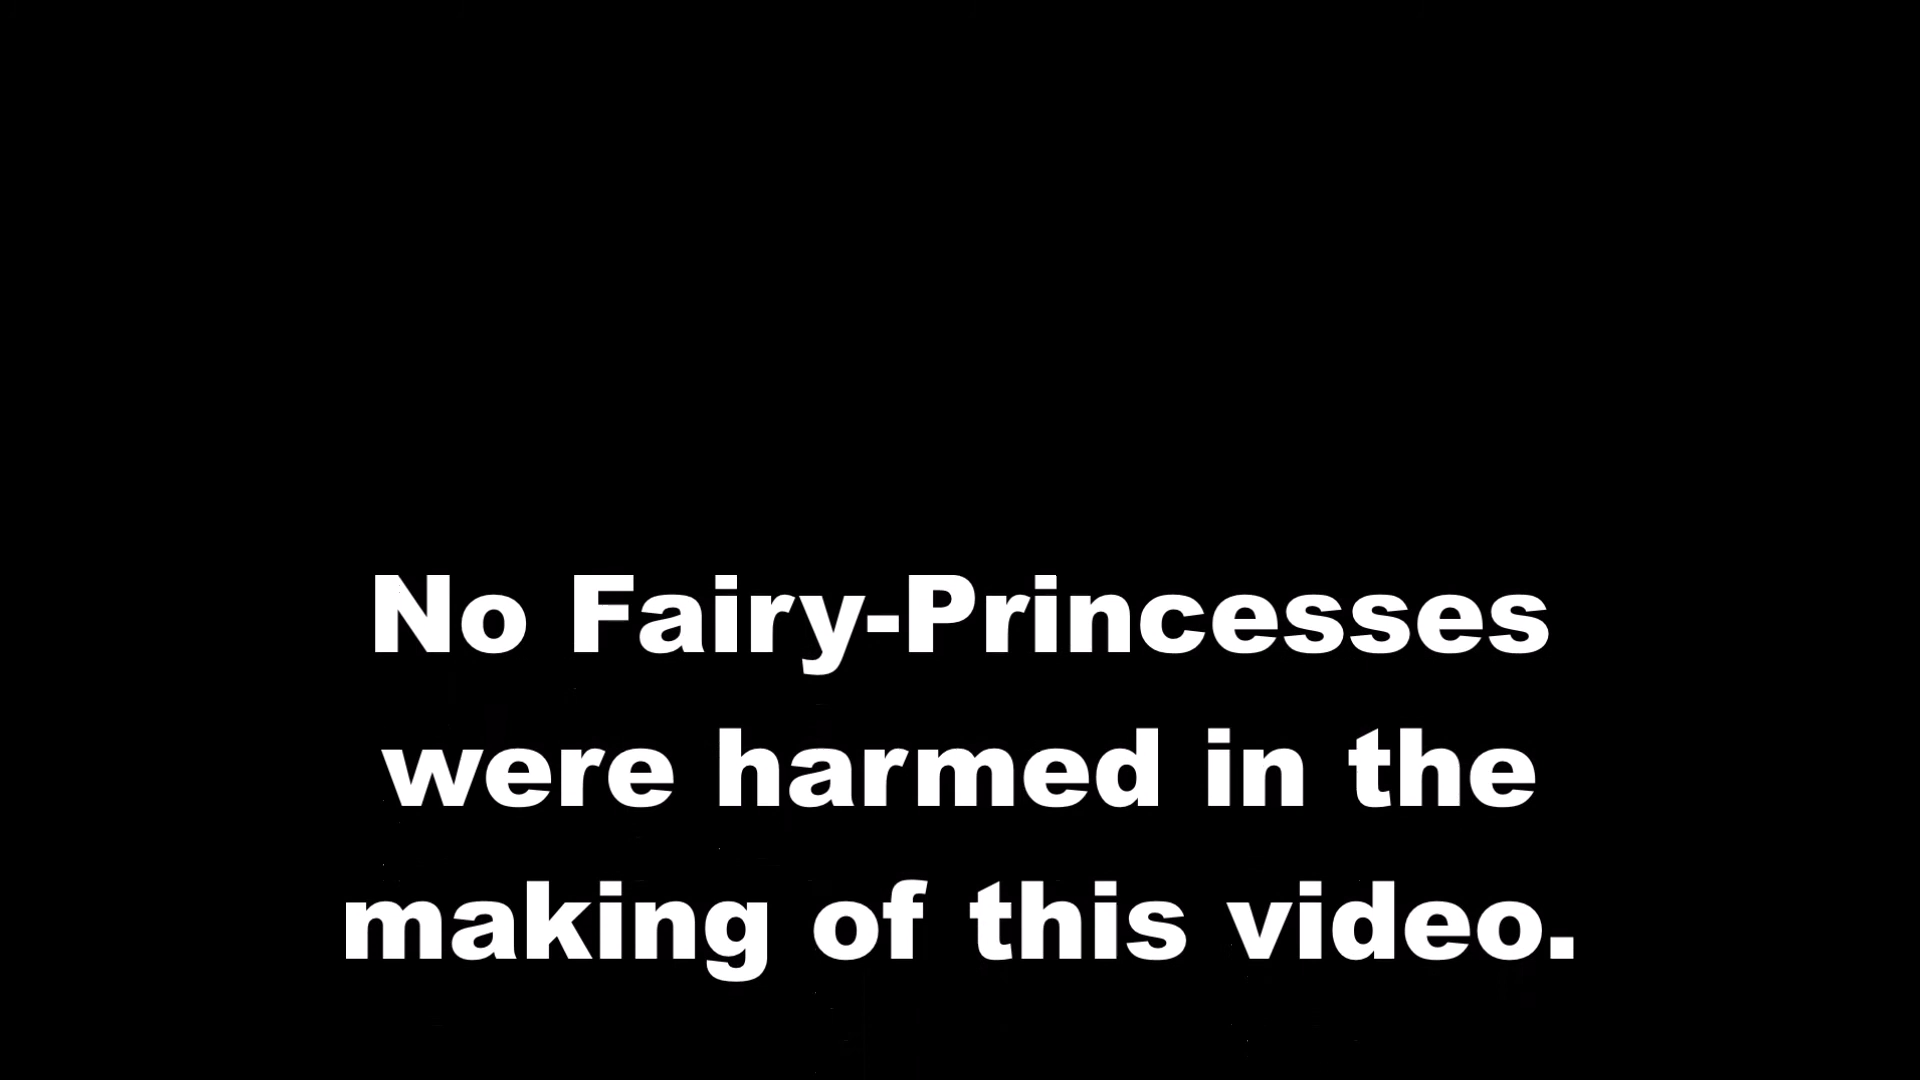 No Fairy-Princesses
were harmed in the
making of this video.